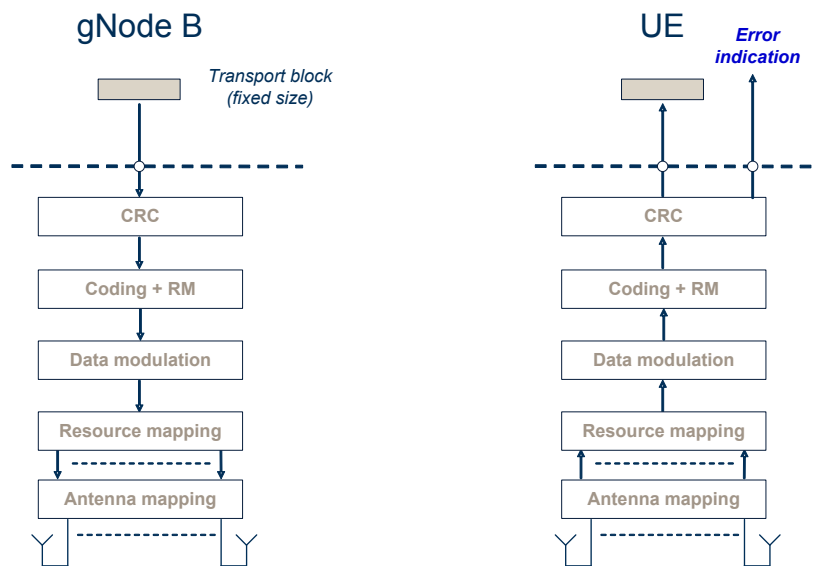 gNode B
Transport block
(fixed size)
CRC
Coding + RM
Data modulation
Resource mapping
Antenna mapping
UE
Error
indication
CRC
Coding + RM
Data modulation
Resource mapping
Antenna mapping